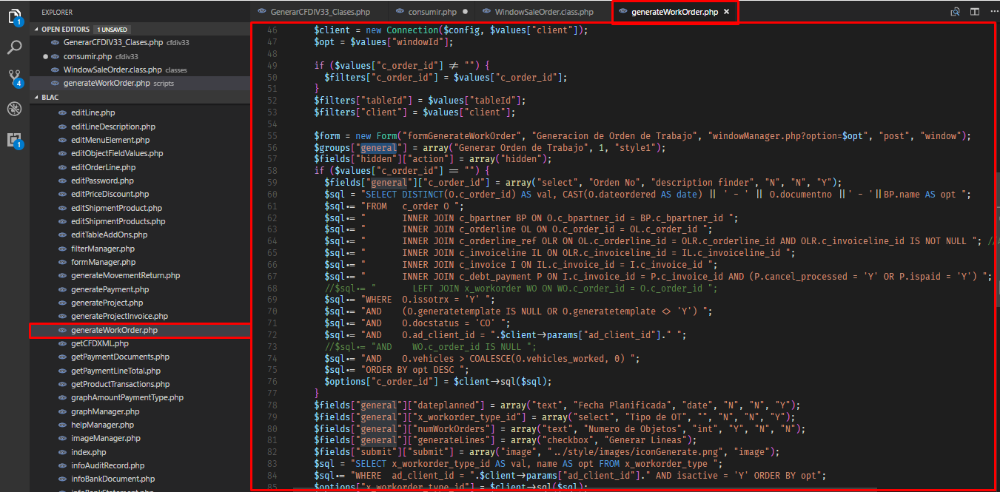 EXPLORER
OPEN EDITORS 1 UNSAVED
GenerarCFDIV33_Clases.php cfdiv33
consumir.php cfdiv33
WindowSaleOrder.class.php classes
generateWorkOrder.php scripts
BLAC
editLine.php
editLineDescription.php
editMenuElement.php
editObjectFieldValues.php
editOrderLine.php
editPassword.php
editPriceDiscount.php
editShipmentProduct.php
editShipmentProducts.php
editTableAddOns.php
filterManager.php
formManager.php
generateMovementReturn.php
generatePayment.php
generateProject.php
generateProjectInvoice.php
generateWorkOrder.php
getCFDXML.php
getPaymentDocuments.php
getPaymentLineTotal.php
getProductTransactions.php
graphAmountPaymentType.php
graphManager.php
helpManager.php
imageManager.php
index.php
infoAuditRecord.php
infoBankDocument.php
infoBankStatement.php
1
4
1
GenerarCFDIV33_Clases.php consumir.php WindowSaleOrder.class.php generateWorkOrder.php
46 $client = new Connection($config, $values["client"]);
47 $opt = $values["windowId"];
48
49 if ($values["c_order_id"] ≠ "") {
50 $filters["c_order_id"] = $values["c_order_id"];
51 }
52 $filters["tableId"] = $values["tableId"];
53 $filters["client"] = $values["client"];
54
55 $form = new Form("formGenerateWorkOrder", "Generacion de Orden de Trabajo", "windowManager.php?option=$opt", "post", "window");
56 $groups["general"] = array("Generar Orden de Trabajo", 1, "style1");
57 $fields["hidden"]["action"] = array("hidden");
58 if ($values["c_order_id"] == "") {
59 $fields["general"]["c_order_id"] = array("select", "Orden No", "description finder", "N", "N", "Y");
60 $sql = "SELECT DISTINCT(O.c_order_id) AS val, CAST(O.dateordered AS date) || ' - ' || O.documentno ||' - '||BP.name AS opt ";
61 $sql .= "FROM c_order O ";
62 $sql .= " INNER JOIN c_bpartner BP ON O.c_bpartner_id = BP.c_bpartner_id ";
63 $sql .= " INNER JOIN c_orderline OL ON O.c_order_id = OL.c_order_id ";
64 $sql .= " INNER JOIN c_orderline_ref OLR ON OL.c_orderline_id = OLR.c_orderline_id AND OLR.c_invoiceline_id IS NOT NULL "; //
65 $sql .= " INNER JOIN c_invoiceline IL ON OLR.c_invoiceline_id = IL.c_invoiceline_id ";
66 $sql .= " INNER JOIN c_invoice I ON IL.c_invoice_id = I.c_invoice_id ";
67 $sql .= " INNER JOIN c_debt_payment P ON I.c_invoice_id = P.c_invoice_id AND (P.cancel_processed = 'Y' OR P.ispaid = 'Y') ";
68 //$sql .= " LEFT JOIN x_workorder WO ON WO.c_order_id = O.c_order_id ";
69 $sql .= "WHERE O.issotrx = 'Y' ";
70 $sql .= "AND (O.generatetemplate IS NULL OR O.generatetemplate <> 'Y') ";
71 $sql .= "AND O.docstatus = 'CO' ";
72 $sql .= "AND O.ad_client_id = ".$client->params["ad_client_id"]." ";
73 //$sql .= "AND WO.c_order_id IS NULL ";
74 $sql .= "AND O.vehicles > COALESCE(O.vehicles_worked, 0) ";
75 $sql .= "ORDER BY opt DESC ";
76 $options["c_order_id"] = $client->sql($sql);
77 }
78 $fields["general"]["dateplanned"] = array("text", "Fecha Planificada", "date", "N", "N", "Y");
79 $fields["general"]["x_workorder_type_id"] = array("select", "Tipo de OT", "", "N", "N", "Y");
80 $fields["general"]["numWorkOrders"] = array("text", "Numero de Objetos", "int", "Y", "N", "N");
81 $fields["general"]["generateLines"] = array("checkbox", "Generar Lineas");
82 $fields["submit"]["submit"] = array("image", "../style/images/iconGenerate.png", "image");
83 $sql = "SELECT x_workorder_type_id AS val, name AS opt FROM x_workorder_type ";
84 $sql .= "WHERE ad_client_id = ".$client->params["ad_client_id"]." AND isactive = 'Y' ORDER BY opt";
85 $options["x_workorder_type_id"] = $client->sql($sql);